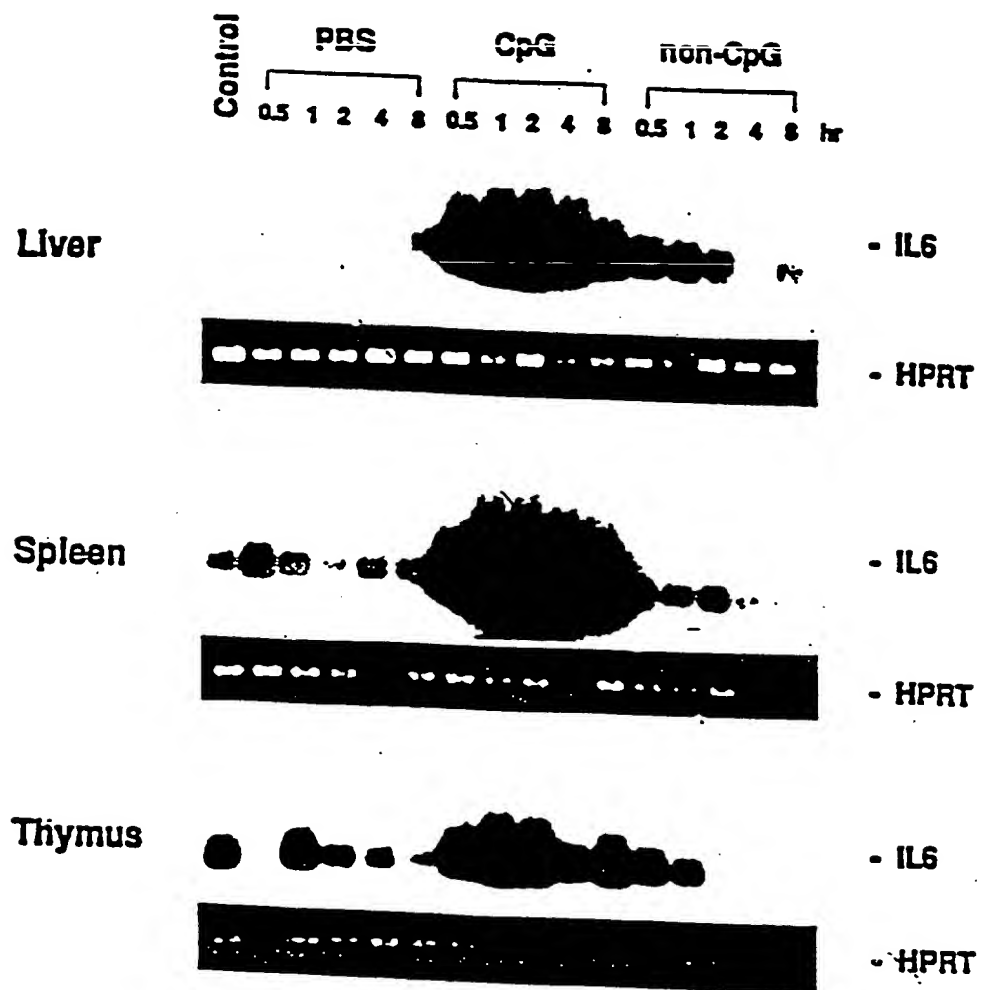 Control
PBS CpG non-CpG
0.5 1 2 4 8 0.5 1 2 4 8 0.5 1 2 4 8 hr
Liver - IL6
- HPRT
Spleen - IL6
- HPRT
Thymus - IL6
- HPRT